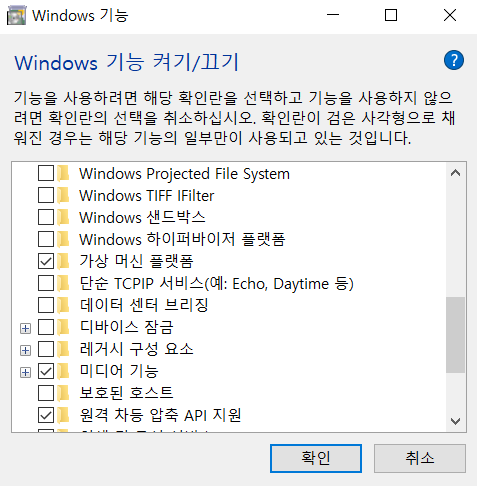 Windows 기능
Windows 기능 켜기/끄기
기능을 사용하려면 해당 확인란을 선택하고 기능을 사용하지 않으
려면 확인란의 선택을 취소하십시오. 확인란이 검은 사각형으로 채
워진 경우는 해당 기능의 일부만이 사용되고 있는 것입니다.
Windows Projected File System
Windows TIFF IFilter
Windows 샌드박스
Windows 하이퍼바이저 플랫폼
가상 머신 플랫폼
단순 TCPIP 서비스(예: Echo, Daytime 등)
데이터 센터 브리징
디바이스 잠금
레거시 구성 요소
미디어 기능
보호된 호스트
원격 차등 압축 API 지원
확인
취소